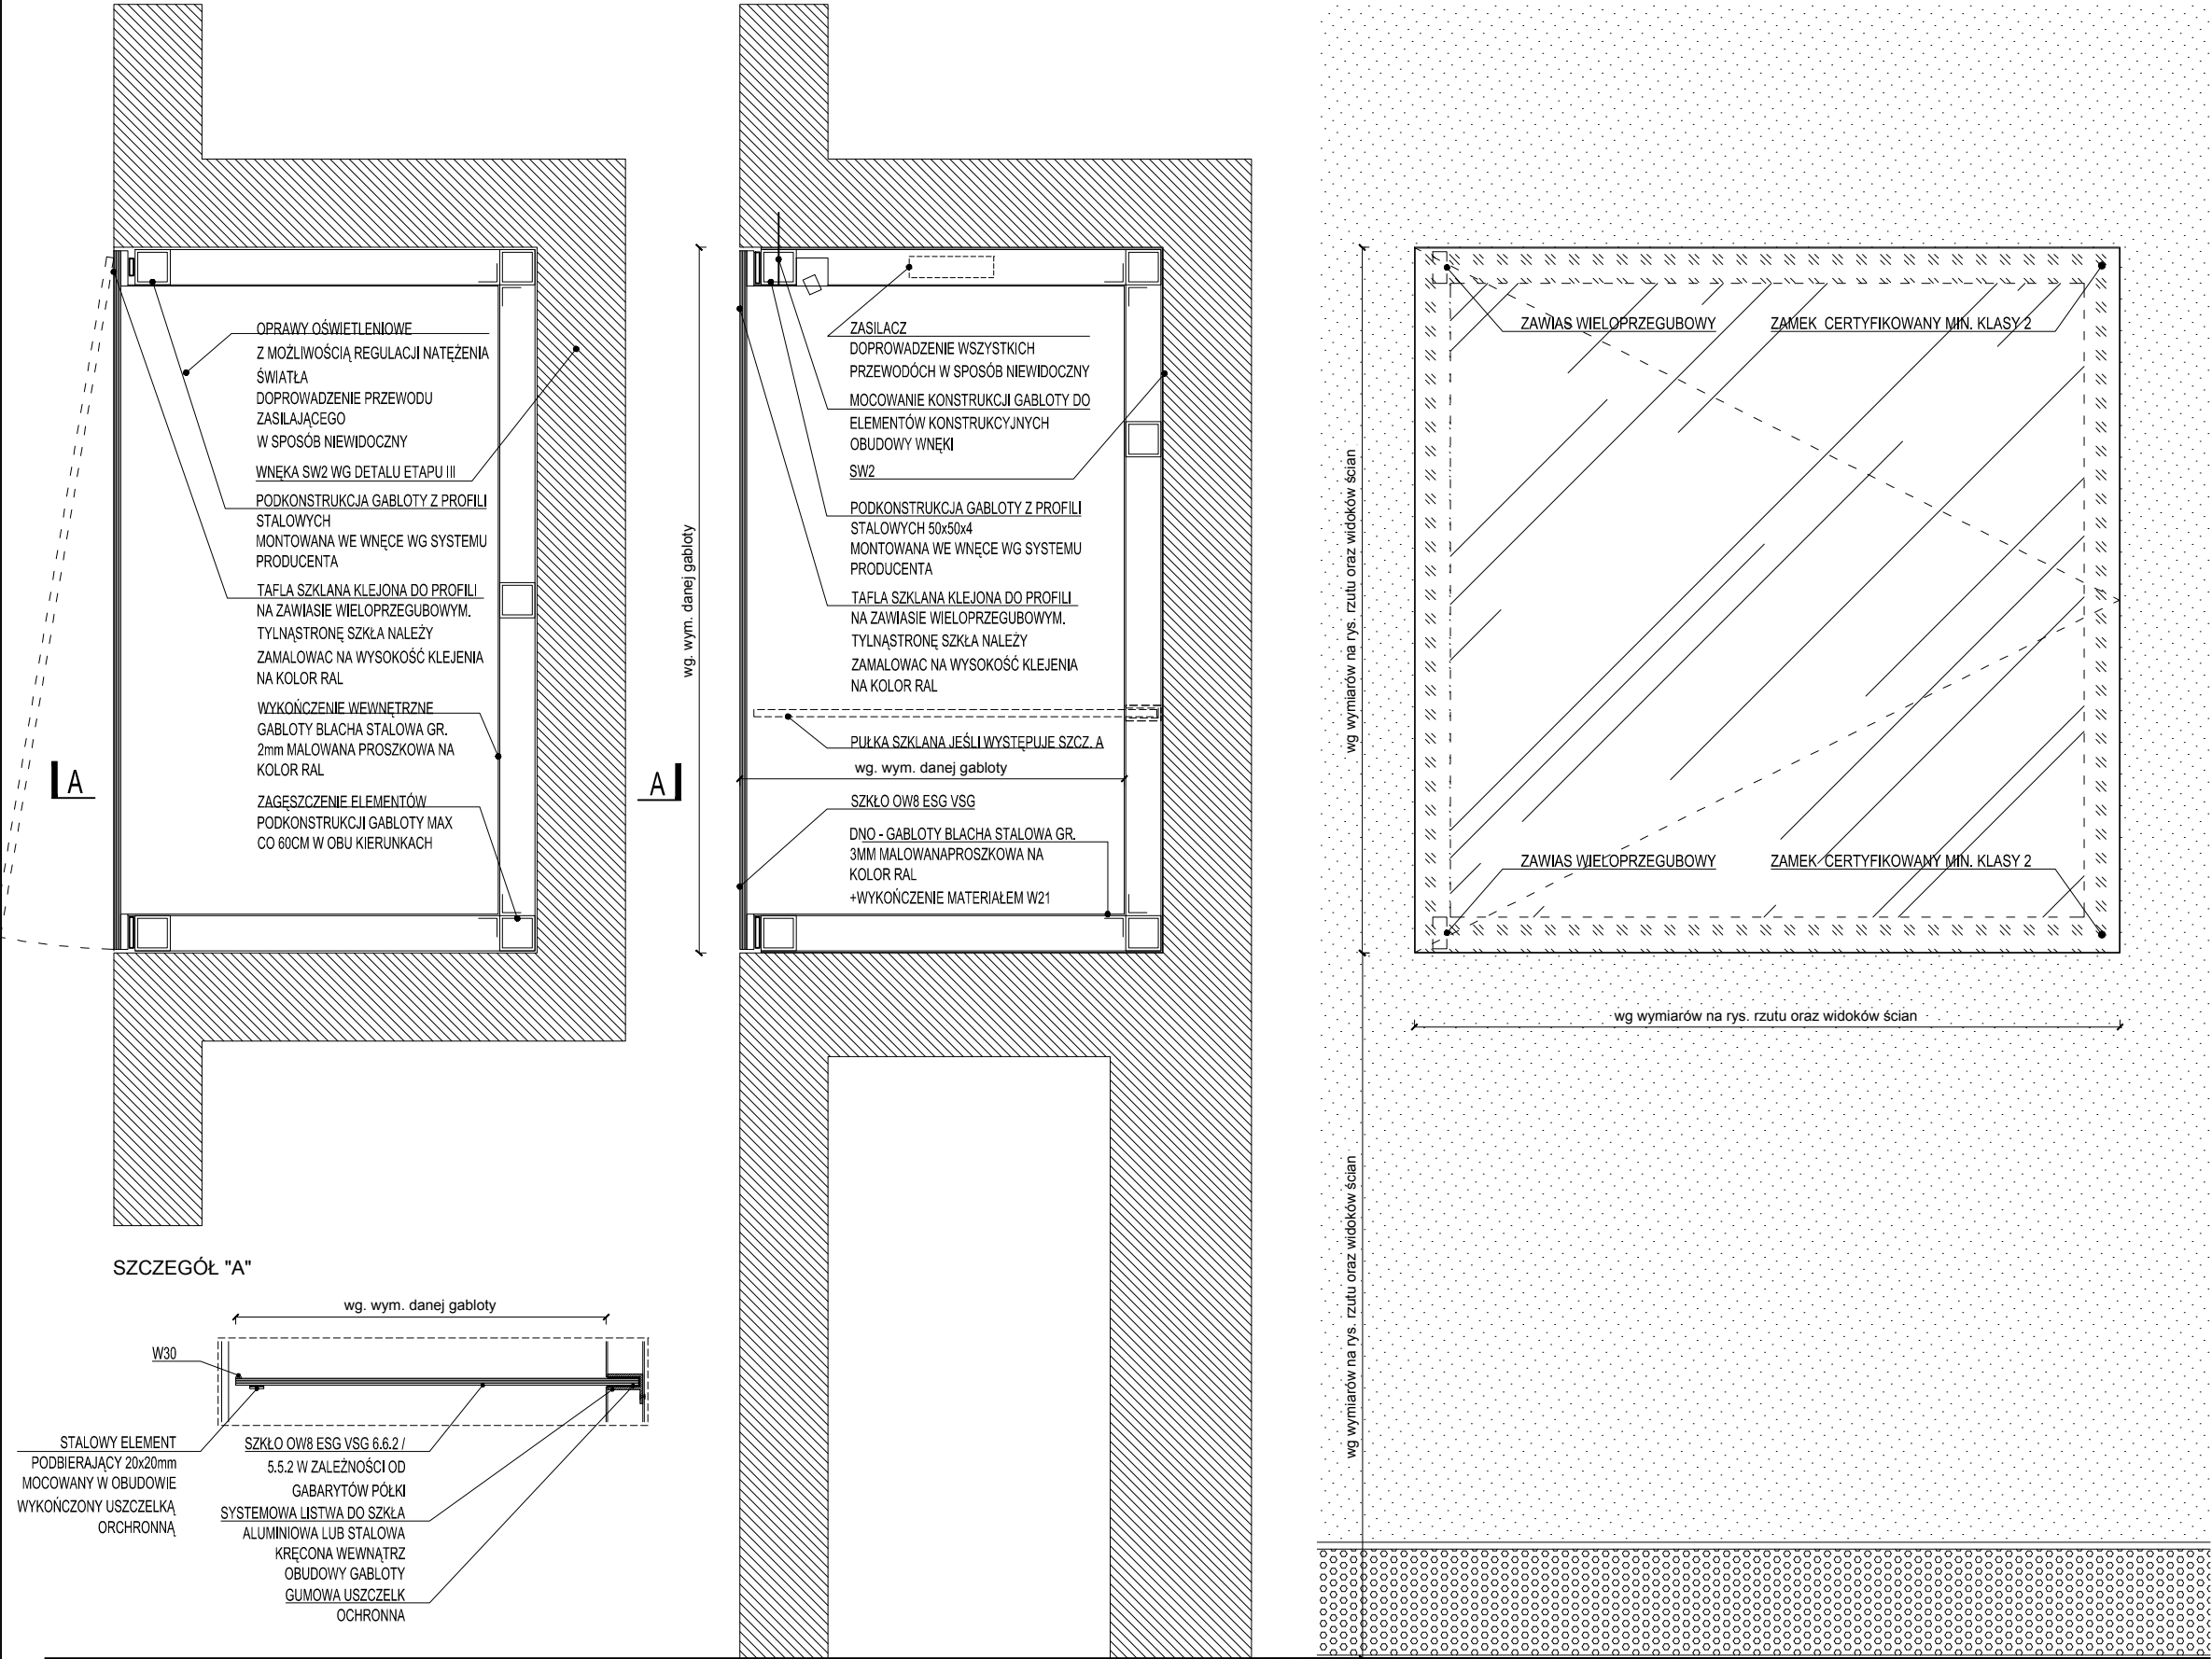 OPRAWY OŚWIETLENIOWE
Z MOŻLIWOŚCIĄ REGULACJI NATĘŻENIA
ŚWIATŁA
DOPROWADZENIE PRZEWODU
ZASILAJĄCEGO
W SPOSÓB NIEWIDOCZNY
WNĘKA SW2 WG DETALU ETAPU III
PODKONSTRUKCJA GABLOTY Z PROFILI
STALOWYCH
MONTOWANA WE WNĘCE WG SYSTEMU
PRODUCENTA
TAFLA SZKLANA KLEJONA DO PROFILI
NA ZAWIASIE WIELOPRZEGUBOWYM.
TYLNĄSTRONĘ SZKŁA NALEŻY
ZAMALOWAC NA WYSOKOŚĆ KLEJENIA
NA KOLOR RAL
WYKOŃCZENIE WEWNĘTRZNE
GABLOTY BLACHA STALOWA GR.
2mm MALOWANA PROSZKOWA NA
KOLOR RAL
ZAGĘSZCZENIE ELEMENTÓW
PODKONSTRUKCJI GABLOTY MAX
CO 60CM W OBU KIERUNKACH
A
A
wg. wym. danej gabloty
ZASILACZ
DOPROWADZENIE WSZYSTKICH
PRZEWODÓCH W SPOSÓB NIEWIDOCZNY
MOCOWANIE KONSTRUKCJI GABLOTY DO
ELEMENTÓW KONSTRUKCYJNYCH
OBUDOWY WNĘKI
SW2
PODKONSTRUKCJA GABLOTY Z PROFILI
STALOWYCH 50x50x4
MONTOWANA WE WNĘCE WG SYSTEMU
PRODUCENTA
TAFLA SZKLANA KLEJONA DO PROFILI
NA ZAWIASIE WIELOPRZEGUBOWYM.
TYLNĄSTRONĘ SZKŁA NALEŻY
ZAMALOWAC NA WYSOKOŚĆ KLEJENIA
NA KOLOR RAL
PUŁKA SZKLANA JEŚLI WYSTĘPUJE SZCZ. A
wg. wym. danej gabloty
SZKŁO OW8 ESG VSG
DNO - GABLOTY BLACHA STALOWA GR.
3MM MALOWANAPROSZKOWA NA
KOLOR RAL
+WYKOŃCZENIE MATERIAŁEM W21
wg wymiarów na rys. rzutu oraz widoków ścian
ZAWIAS WIELOPRZEGUBOWY
ZAMEK CERTYFIKOWANY MIN. KLASY 2
ZAWIAS WIELOPRZEGUBOWY
ZAMEK CERTYFIKOWANY MIN. KLASY 2
wg wymiarów na rys. rzutu oraz widoków ścian
wg wymiarów na rys. rzutu oraz widoków ścian
SZCZEGÓŁ "A"
wg. wym. danej gabloty
W30
STALOWY ELEMENT
PODBIERAJĄCY 20x20mm
MOCOWANY W OBUDOWIE
WYKOŃCZONY USZCZELKĄ
ORCHRONNĄ
SZKŁO OW8 ESG VSG 6.6.2 /
5.5.2 W ZALEŻNOŚCI OD
GABARYTÓW PÓŁKI
SYSTEMOWA LISTWA DO SZKŁA
ALUMINIOWA LUB STALOWA
KRĘCONA WEWNĄTRZ
OBUDOWY GABLOTY
GUMOWA USZCZELK
OCHRONNA